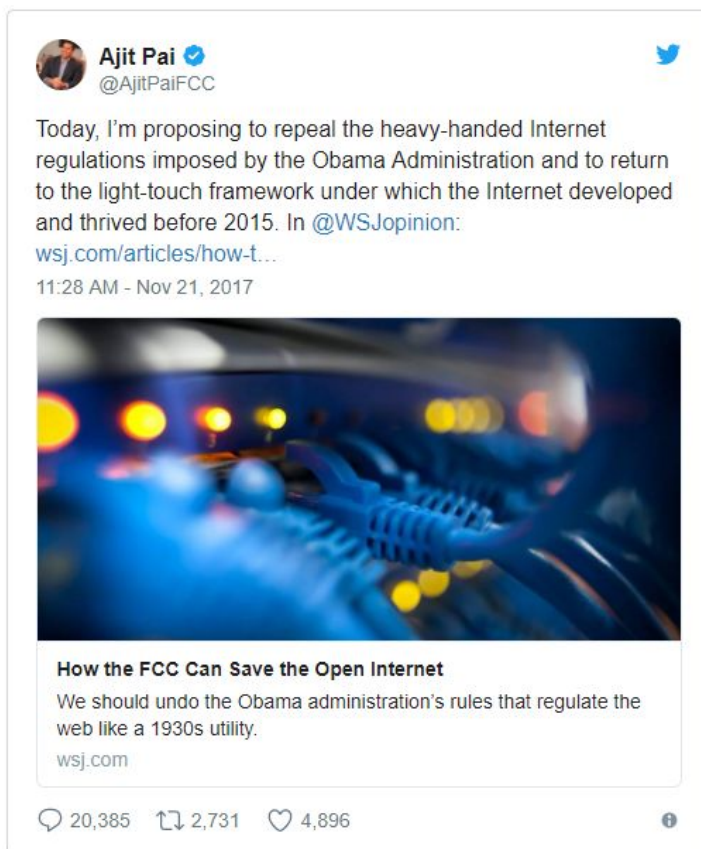 Ajit Pai
@AjitPaiFCC
Today, I'm proposing to repeal the heavy-handed Internet
regulations imposed by the Obama Administration and to return
to the light-touch framework under which the Internet developed
and thrived before 2015. In @WSJopinion:
wsj.com/articles/how-t…
11:28 AM - Nov 21, 2017
How the FCC Can Save the Open Internet
We should undo the Obama administration's rules that regulate the
web like a 1930s utility.
wsj.com
20,385 2,731 4,896